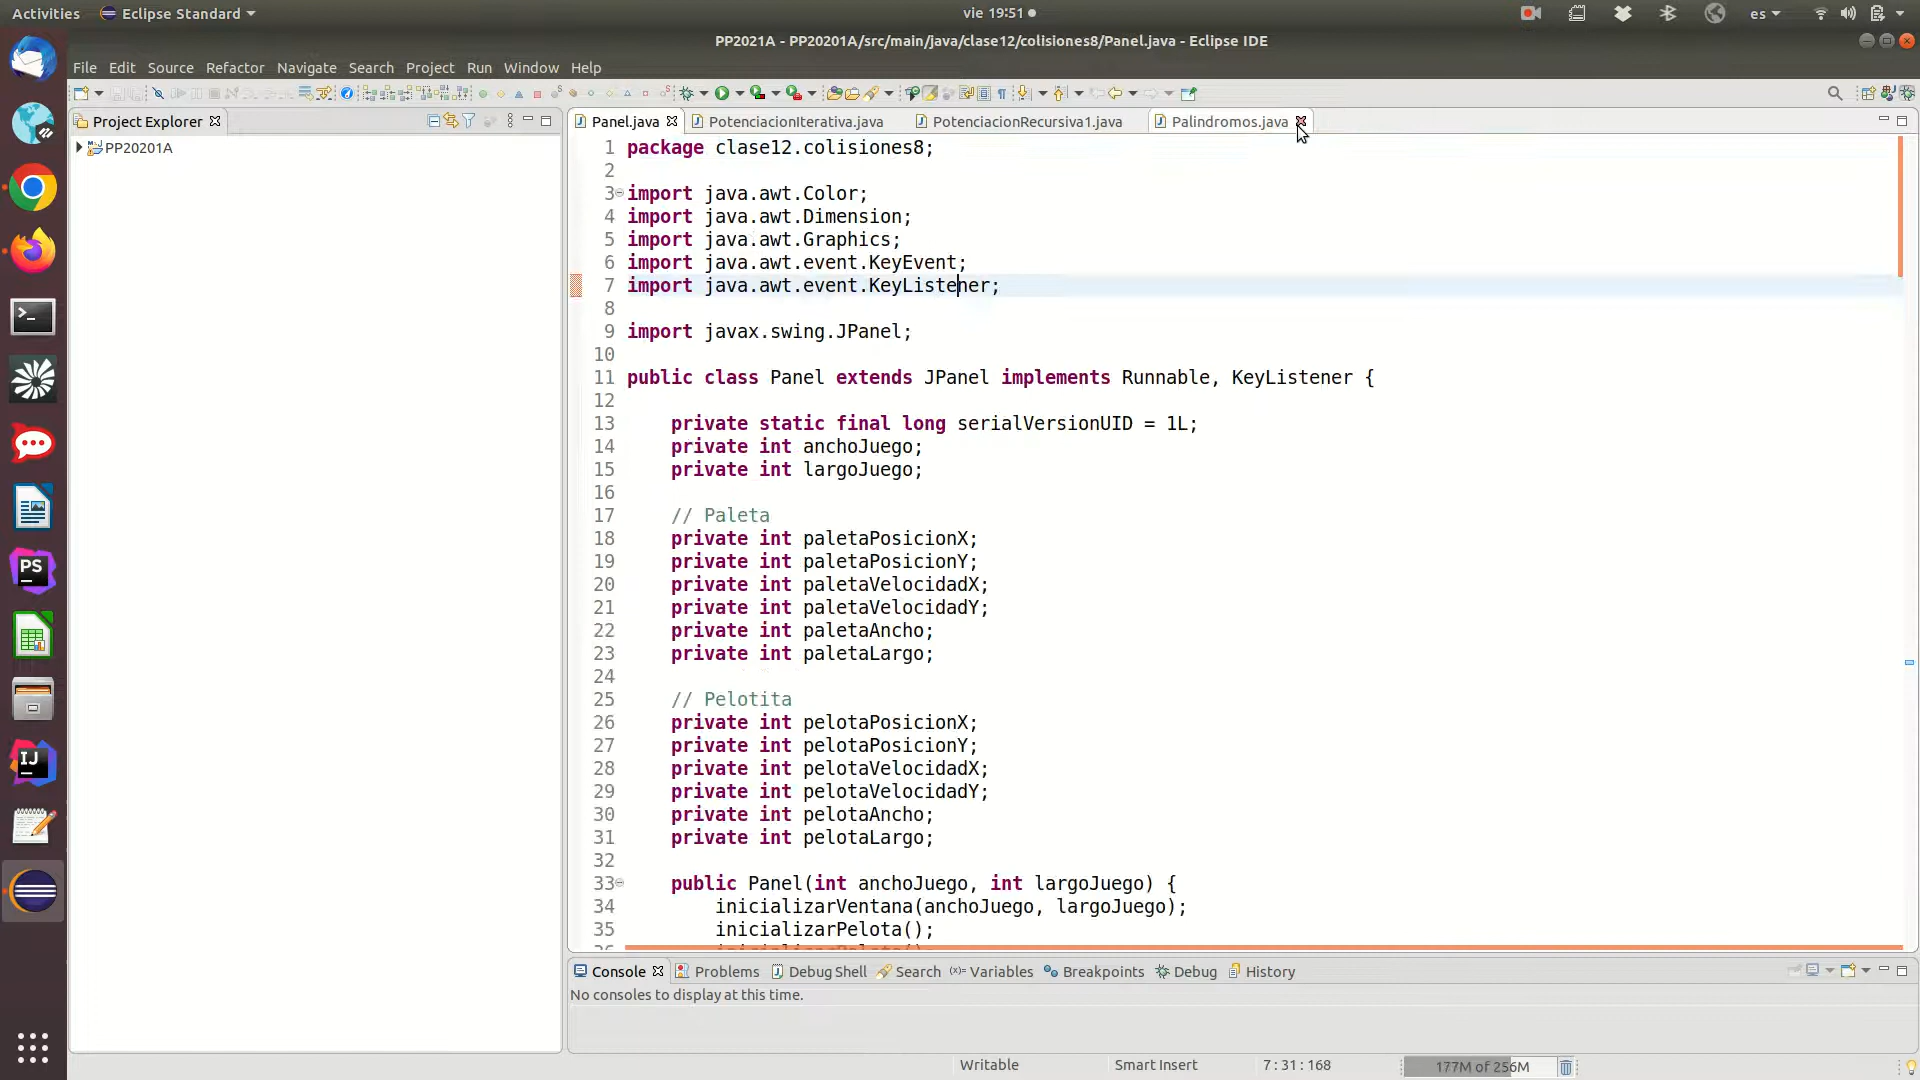 Activities
Eclipse Standard
vie 19:51
es
PP2021A - PP20201A/src/main/java/clase12/colisiones8/Panel.java - Eclipse IDE
File Edit Source Refactor Navigate Search Project Run Window Help
Project Explorer
PP20201A
Panel.java
PotenciacionIterativa.java
PotenciacionRecursiva1.java
Palindromos.java
1 package clase12.colisiones8;
2
3 import java.awt.Color;
4 import java.awt.Dimension;
5 import java.awt.Graphics;
6 import java.awt.event.KeyEvent;
7 import java.awt.event.KeyListener;
8
9 import javax.swing.JPanel;
10
11 public class Panel extends JPanel implements Runnable, KeyListener {
12
13 private static final long serialVersionUID = 1L;
14 private int anchoJuego;
15 private int largoJuego;
16
17 // Paleta
18 private int paletaPosicionX;
19 private int paletaPosicionY;
20 private int paletaVelocidadX;
21 private int paletaVelocidadY;
22 private int paletaAncho;
23 private int paletaLargo;
24
25 // Pelotita
26 private int pelotaPosicionX;
27 private int pelotaPosicionY;
28 private int pelotaVelocidadX;
29 private int pelotaVelocidadY;
30 private int pelotaAncho;
31 private int pelotaLargo;
32
33 public Panel(int anchoJuego, int largoJuego) {
34 inicializarVentana(anchoJuego, largoJuego);
35 inicializarPelota();
PS
IJ
Console Problems Debug Shell Search Variables Breakpoints Debug History
No consoles to display at this time.
Writable
Smart Insert
7 : 31 : 168
177M of 256M